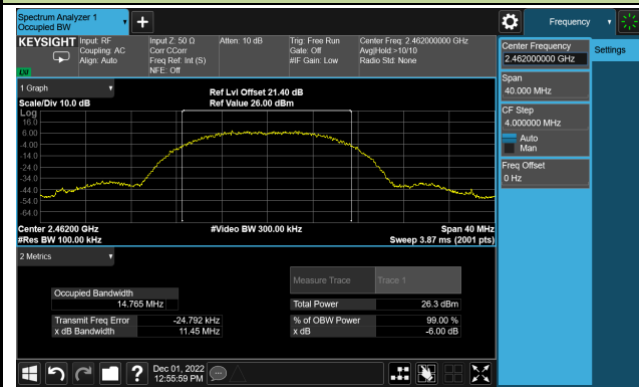 Spectrum Analyzer 1
Occupied BW
Frequency
KEYSIGHT
Input: RF
Coupling: AC
Align: Auto
Input Z: 50 Ω
Corr CCorr
Freq Ref: Int (S)
NFE: Off
Atten: 10 dB
Trig: Free Run
Gate: Off
#IF Gain: Low
Center Freq: 2.462000000 GHz
Avg|Hold:>10/10
Radio Std: None
Center Frequency
2.462000000 GHz
Settings
Span
40.000 MHz
CF Step
4.000000 MHz
Auto
Man
Freq Offset
0 Hz
1 Graph
Scale/Div 10.0 dB
Ref Lvl Offset 21.40 dB
Ref Value 26.00 dBm
Log
16.0
6.00
-4.00
-14.0
-24.0
-34.0
-44.0
-54.0
-64.0
Center 2.46200 GHz
#Res BW 100.00 kHz
#Video BW 300.00 kHz
Span 40 MHz
Sweep 3.87 ms (2001 pts)
2 Metrics
Measure Trace
Trace 1
Occupied Bandwidth
14.765 MHz
Total Power
26.3 dBm
Transmit Freq Error
-24.792 kHz
% of OBW Power
99.00 %
x dB Bandwidth
11.45 MHz
x dB
-6.00 dB
?
Dec 01, 2022
12:55:59 PM